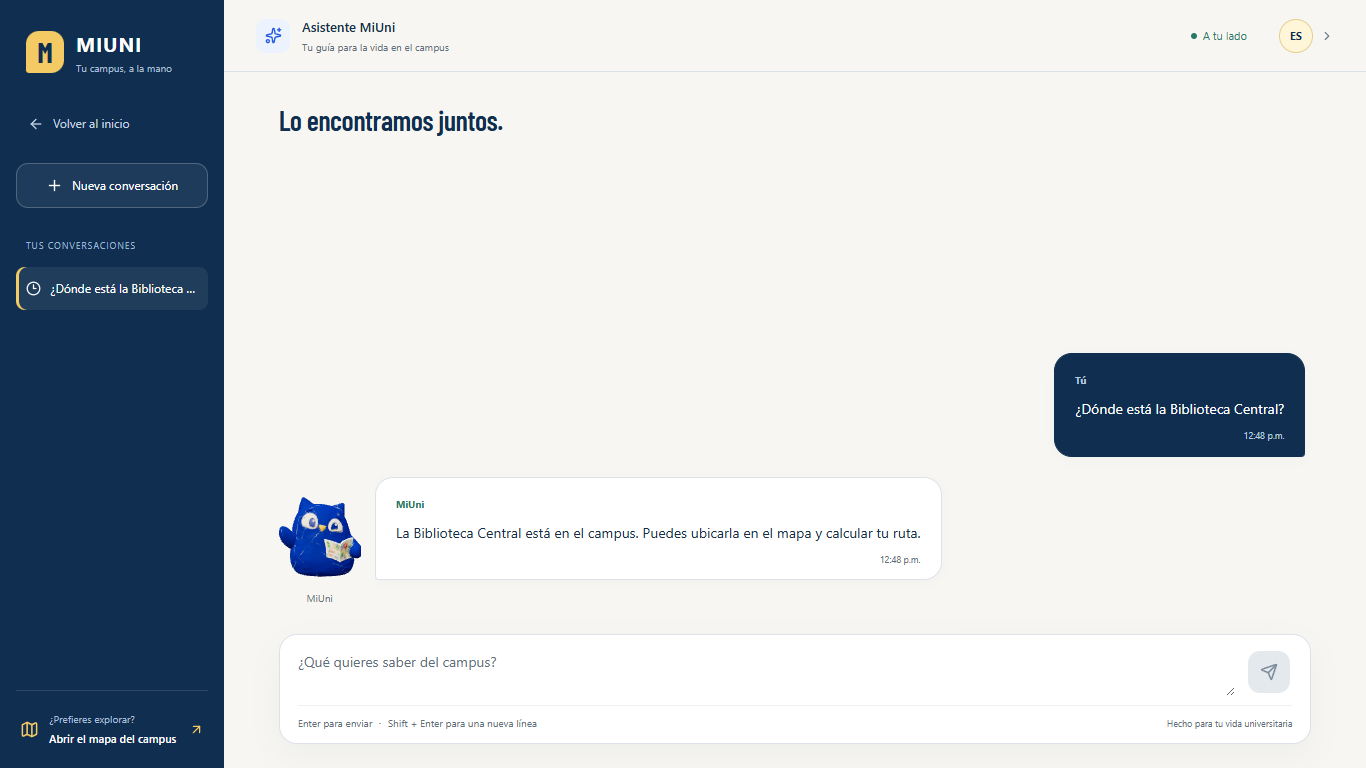 M
MIUNI
Tu campus, a la mano
Volver al inicio
Nueva conversación
TUS CONVERSACIONES
¿Dónde está la Biblioteca ...
¿Prefieres explorar?
Abrir el mapa del campus
Asistente MiUni
Tu guía para la vida en el campus
A tu lado
ES
Lo encontramos juntos.
Tú
¿Dónde está la Biblioteca Central?
12:48 p.m.
MiUni
La Biblioteca Central está en el campus. Puedes ubicarla en el mapa y calcular tu ruta.
12:48 p.m.
MiUni
¿Qué quieres saber del campus?
Enter para enviar · Shift + Enter para una nueva línea
Hecho para tu vida universitaria